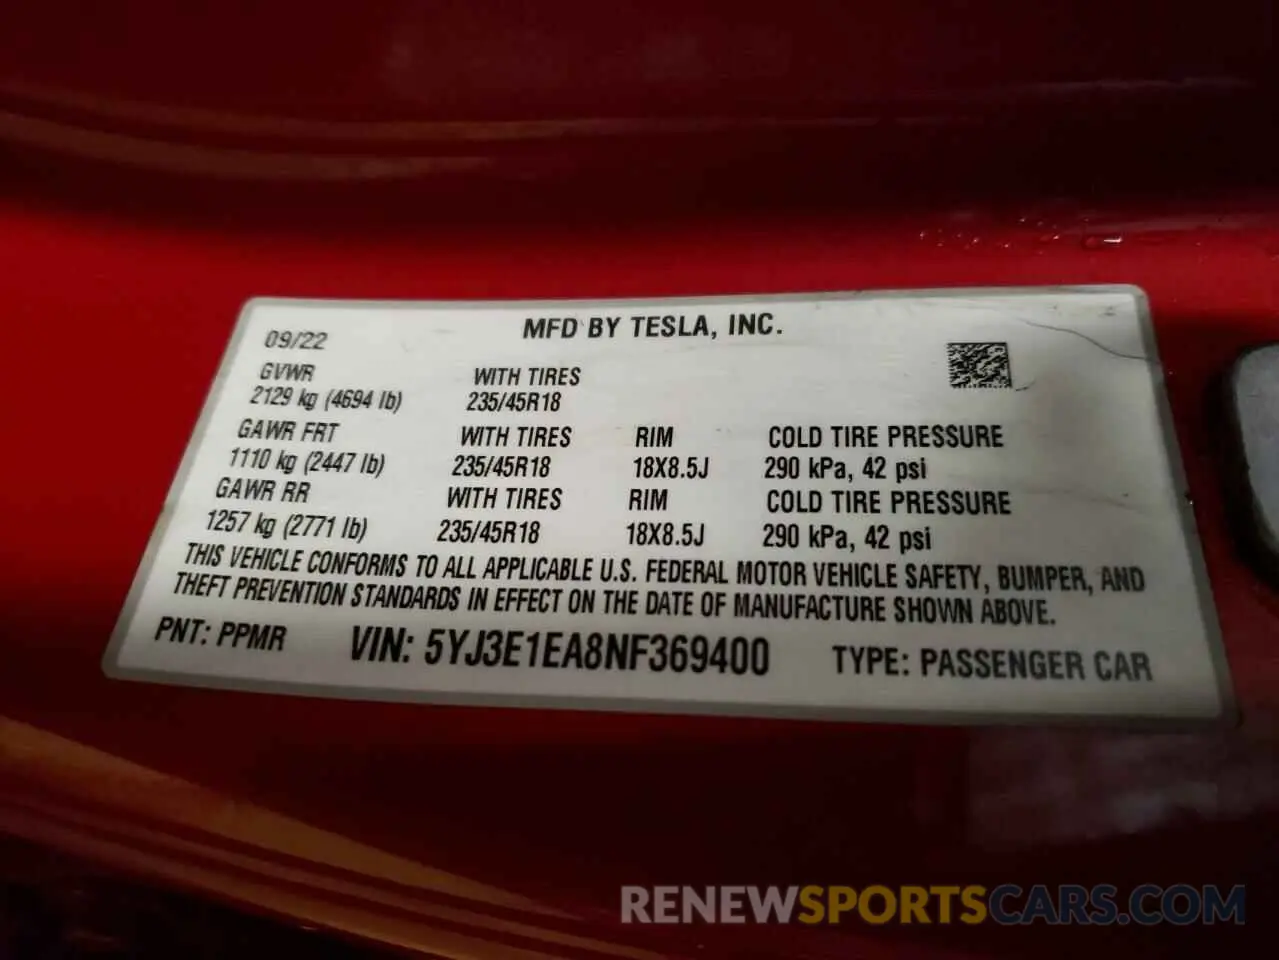 MFD BY TESLA, INC.
09/22
GVWR WITH TIRES
2129 kg (4694 lb) 235/45R18
GAWR FRT WITH TIRES RIM COLD TIRE PRESSURE
1110 kg (2447 lb) 235/45R18 18X8.5J 290 kPa, 42 psi
GAWR RR WITH TIRES RIM COLD TIRE PRESSURE
1257 kg (2771 lb) 235/45R18 18X8.5J 290 kPa, 42 psi
THIS VEHICLE CONFORMS TO ALL APPLICABLE U.S. FEDERAL MOTOR VEHICLE SAFETY, BUMPER, AND
THEFT PREVENTION STANDARDS IN EFFECT ON THE DATE OF MANUFACTURE SHOWN ABOVE.
PNT: PPMR VIN: 5YJ3E1EA8NF369400 TYPE: PASSENGER CAR
RENEWSPORTSCARS.COM